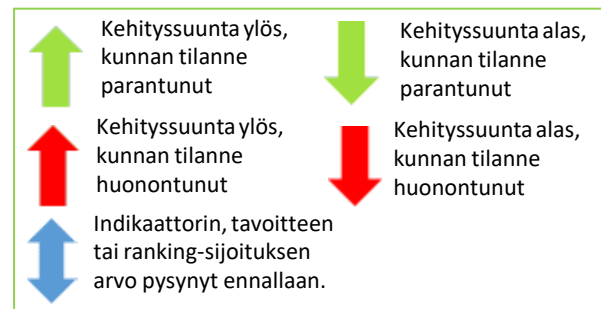 Kehityssuunta ylös,
kunnan tilanne
parantunut
Kehityssuunta alas,
kunnan tilanne
parantunut
Kehityssuunta ylös,
kunnan tilanne
huonontunut
Kehityssuunta alas,
kunnan tilanne
huonontunut
Indikaattorin, tavoitteen
tai ranking-sijoituksen
arvo pysynyt ennallaan.